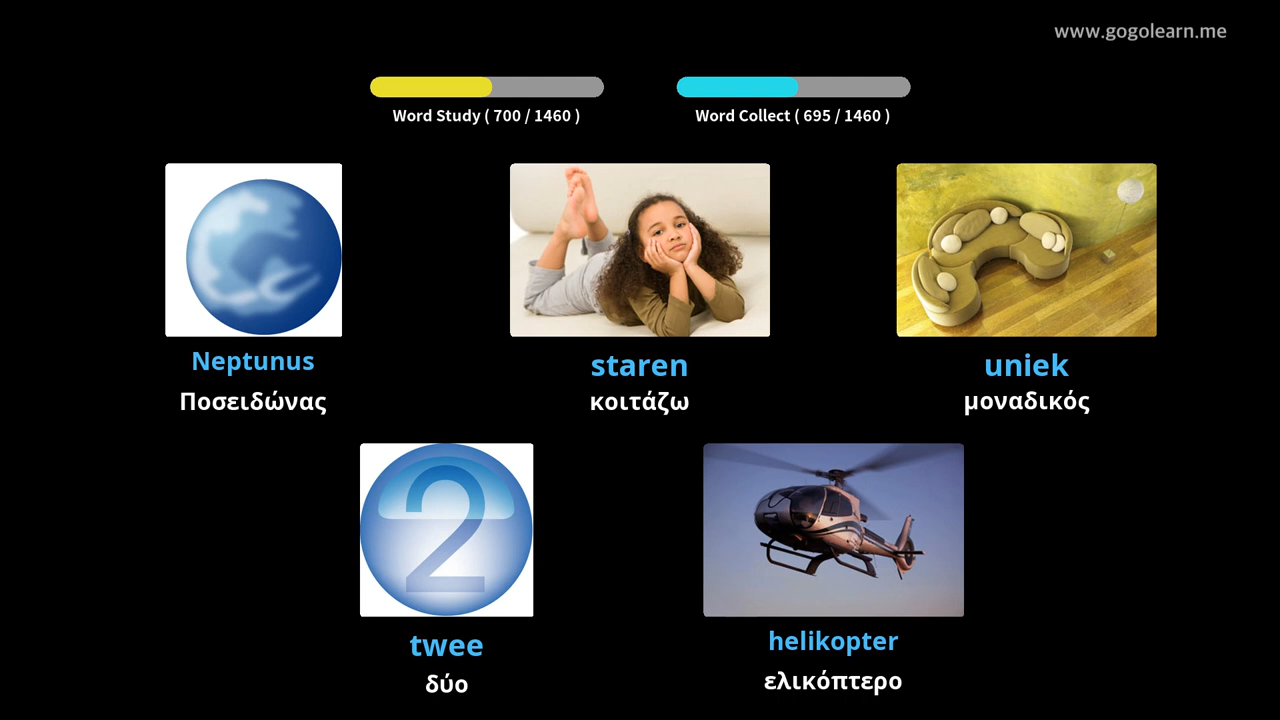 www.gogolearn.me
Word Study ( 700 / 1460 )
Word Collect ( 695 / 1460 )
Neptunus
Ποσειδώνας
staren
κοιτάζω
uniek
μοναδικός
2
twee
δύο
helikopter
ελικόπτερο